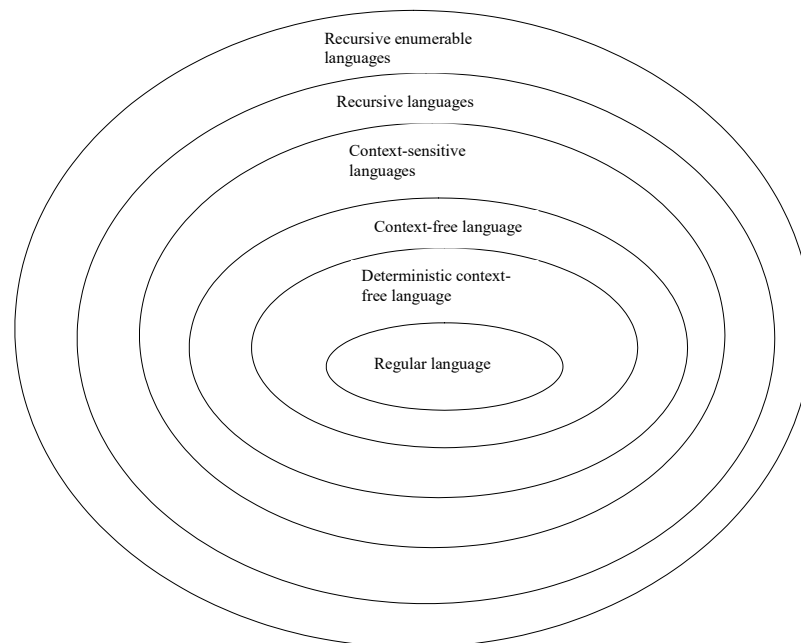 Recursive enumerable
languages
Recursive languages
Context-sensitive
languages
Context-free language
Deterministic context-
free language
Regular language